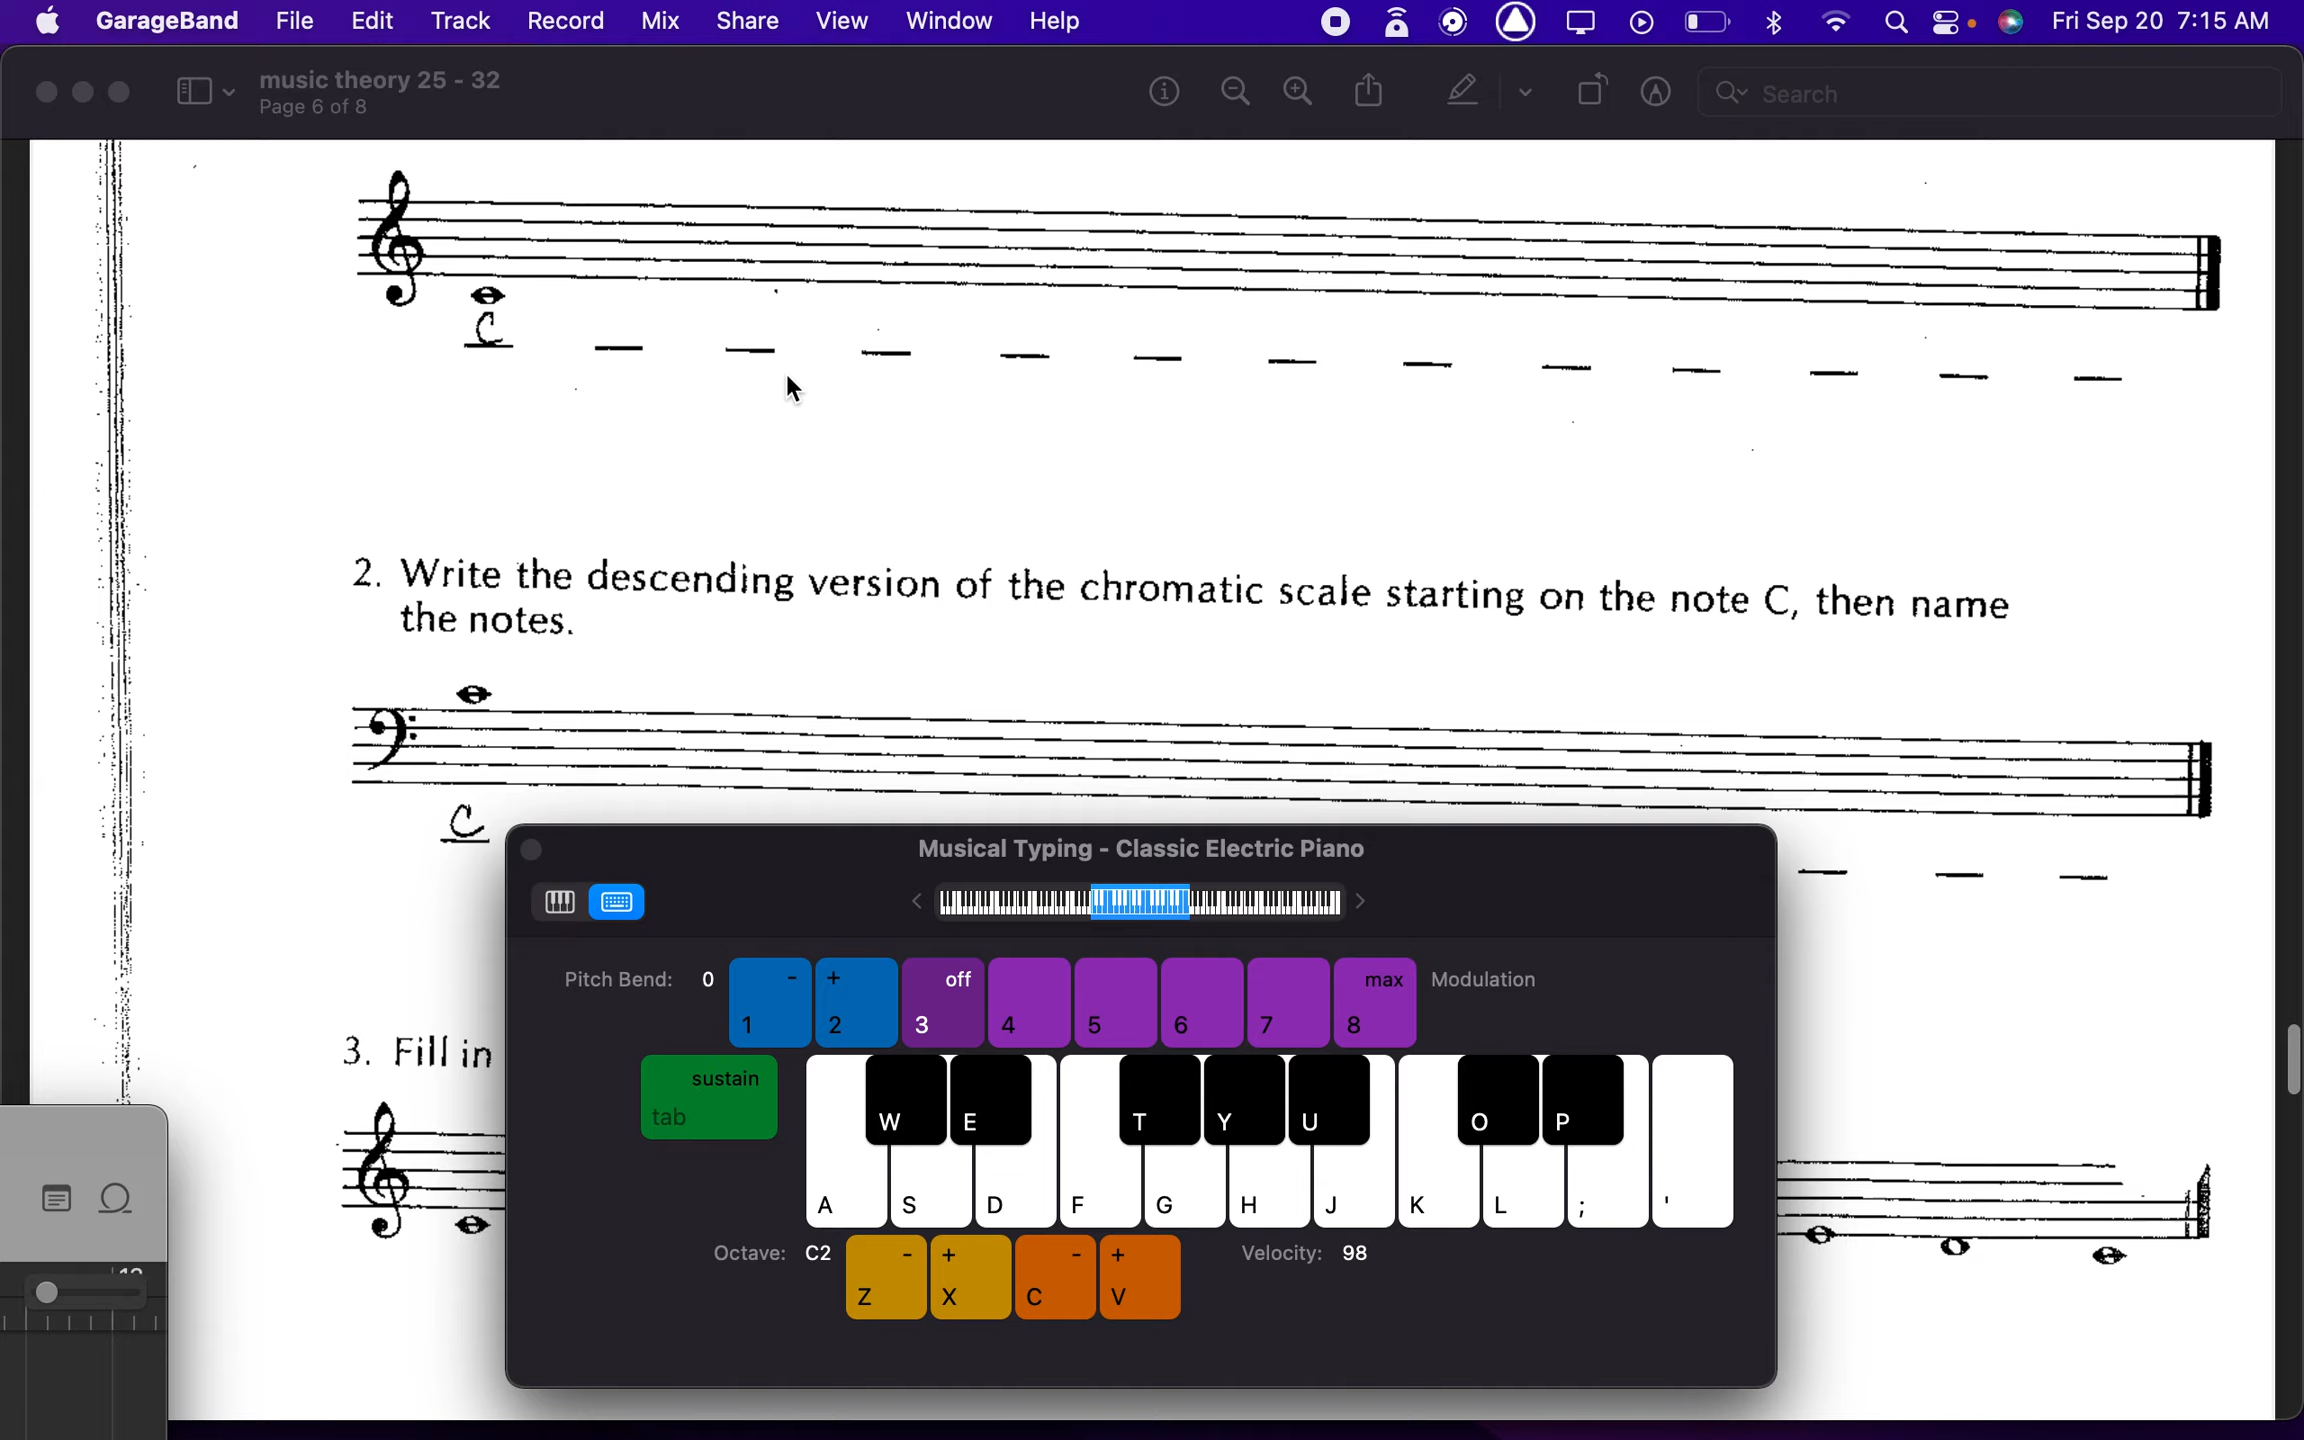 GarageBand File Edit Track Record Mix Share View Window Help Fri Sep 20 7:15 AM
music theory 25 - 32
Page 6 of 8
Search
C
2. Write the descending version of the chromatic scale starting on the note C, then name
the notes.
C
Musical Typing - Classic Electric Piano
Pitch Bend: 0 - + off max Modulation
1 2 3 4 5 6 7 8
3. Fill in
sustain
tab
W E T Y U O P
A S D F G H J K L ; '
Octave: C2 - + - + Velocity: 98
Z X C V